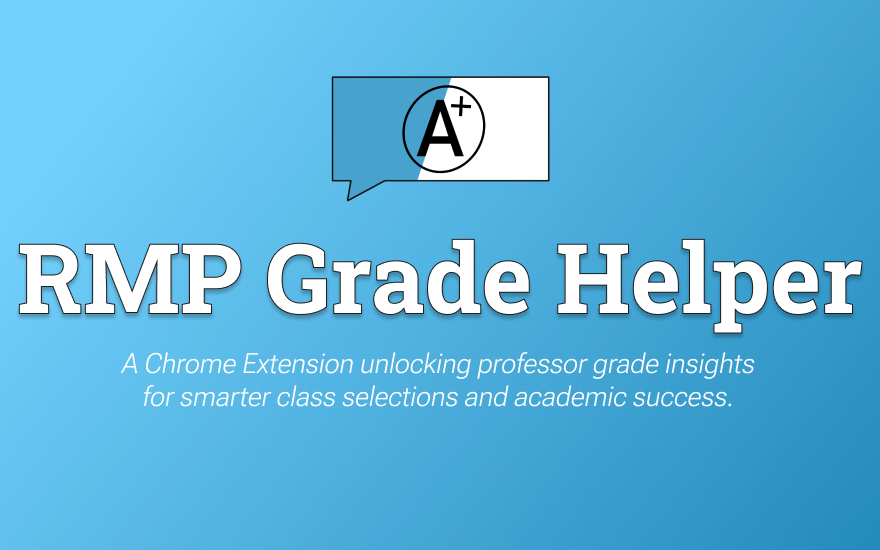 A+
RMP Grade Helper
A Chrome Extension unlocking professor grade insights
for smarter class selections and academic success.